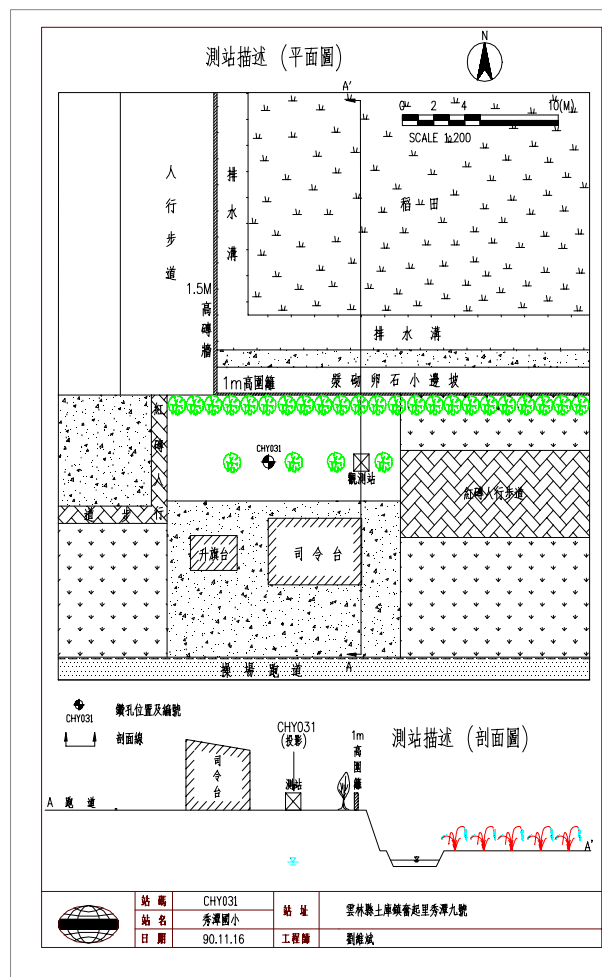 測站描述 (平面圖)
N
A'
0 2 4 10(M)
SCALE 1:200
人行步道
排水溝
稻田
1.5M
高磚牆
排水溝
1m高圍籬
漿砌卵石小邊坡
紅磚人行
CHY031
觀測站
紅磚人行步道
道步
升旗台
司令台
操場跑道
A
CHY031
鑽孔位置及編號
剖面線
測站描述 (剖面圖)
CHY031
(投影)
1m
高圍籬
司令台
測站
A 跑道
A'
站碼 CHY031 站址 雲林縣土庫鎮奮起里秀潭九號
站名 秀潭國小
日期 90.11.16 工程師 劉維斌